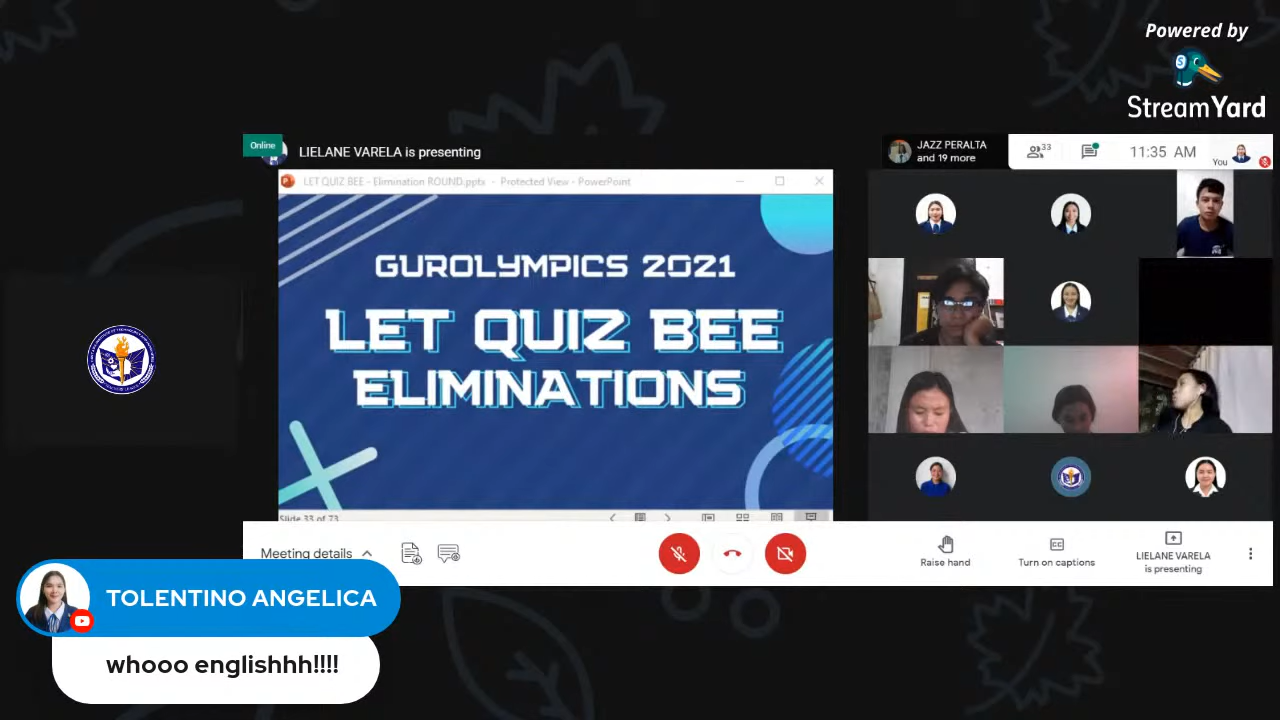 Powered by
StreamYard
Online
LIELANE VARELA is presenting
JAZZ PERALTA
and 19 more
33
11:35 AM
You
LET QUIZ BEE - Elimination ROUND.pptx - Protected View - PowerPoint
GUROLYMPICS 2021
LET QUIZ BEE
ELIMINATIONS
Slide 33 of 73
Meeting details
Raise hand
CC
Turn on captions
LIELANE VARELA
is presenting
TOLENTINO ANGELICA
whooo englishhh!!!!